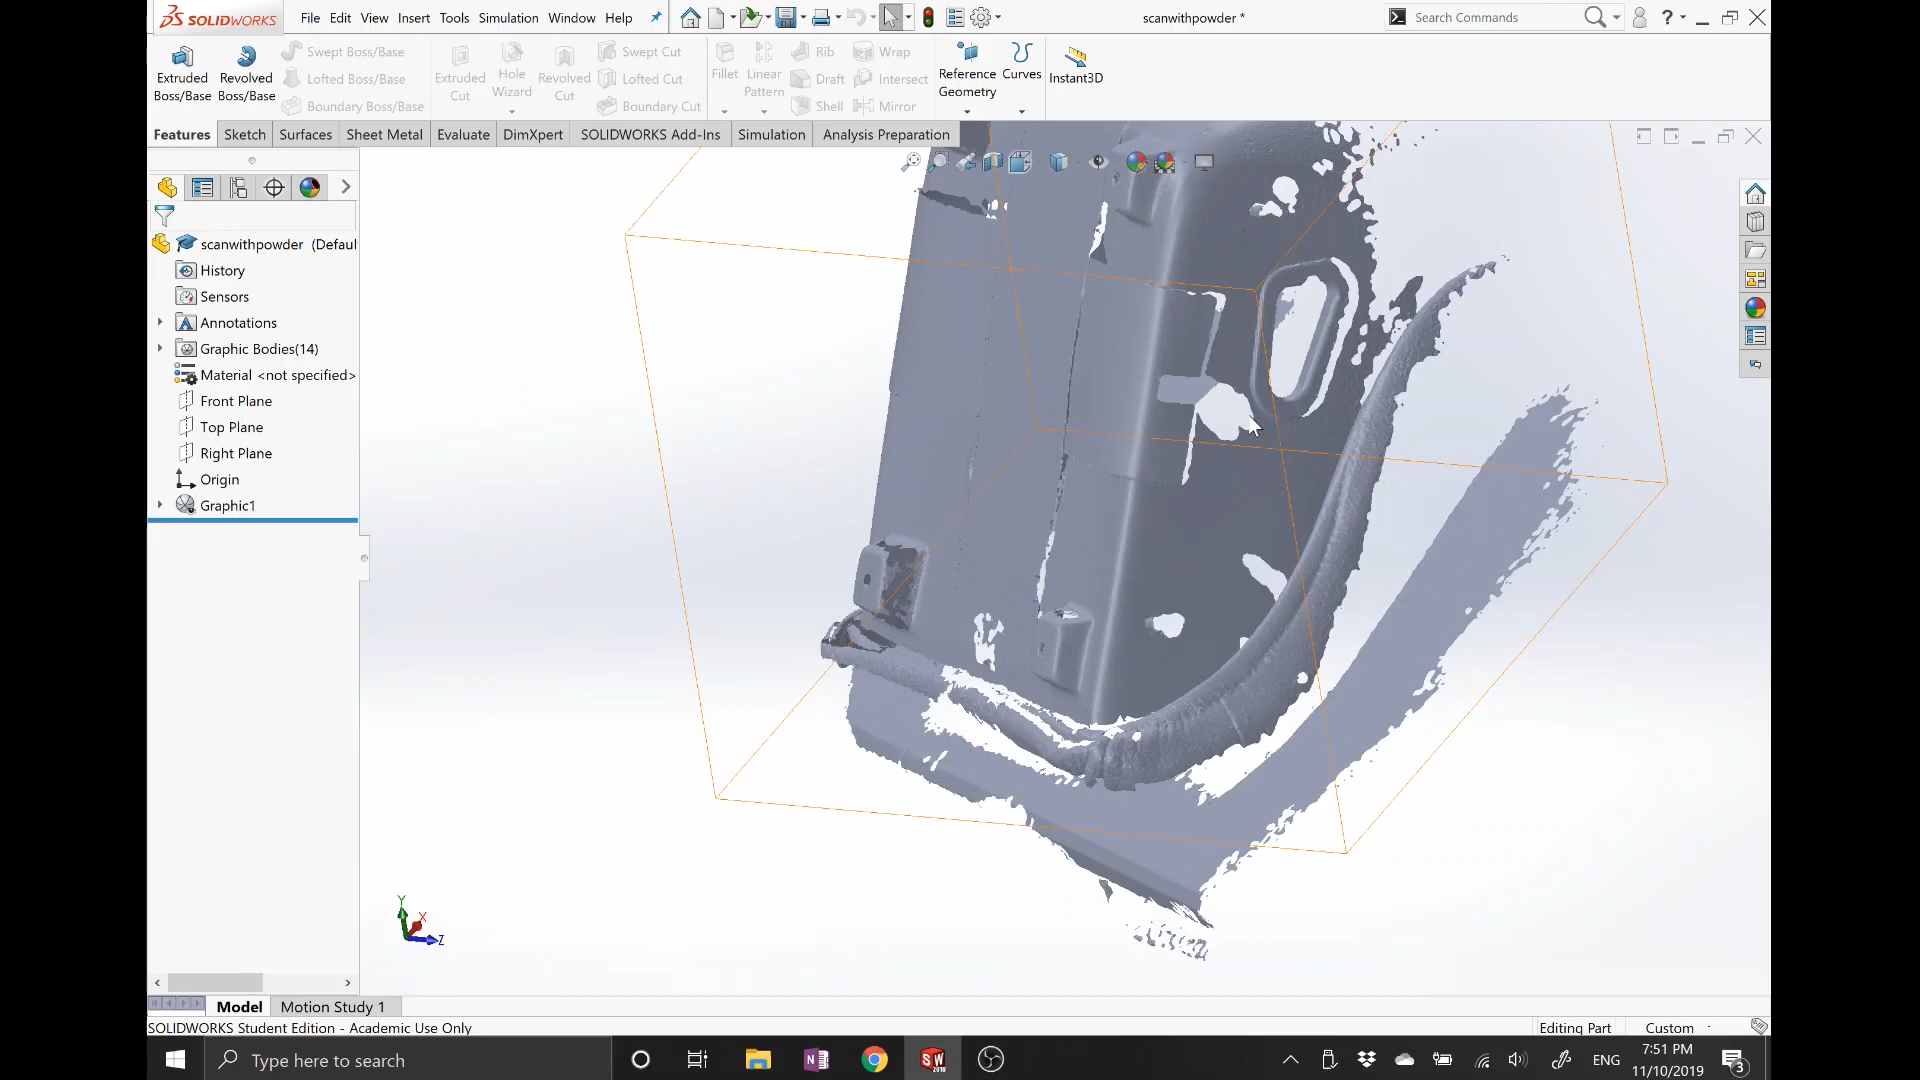 SOLIDWORKS File Edit View Insert Tools Simulation Window Help scanwithpowder * Search Commands ?
Extruded Boss/Base
Revolved Boss/Base
Swept Boss/Base
Lofted Boss/Base
Boundary Boss/Base
Extruded Cut
Hole Wizard
Revolved Cut
Swept Cut
Lofted Cut
Boundary Cut
Fillet
Linear Pattern
Rib
Draft
Shell
Wrap
Intersect
Mirror
Reference Geometry
Curves
Instant3D
Features Sketch Surfaces Sheet Metal Evaluate DimXpert SOLIDWORKS Add-Ins Simulation Analysis Preparation
scanwithpowder (Defaul
History
Sensors
Annotations
Graphic Bodies(14)
Material <not specified>
Front Plane
Top Plane
Right Plane
Origin
Graphic1
Y
X
Z
Model Motion Study 1
SOLIDWORKS Student Edition - Academic Use Only Editing Part Custom -
Type here to search
N
SW
2018
ENG
7:51 PM
11/10/2019
3